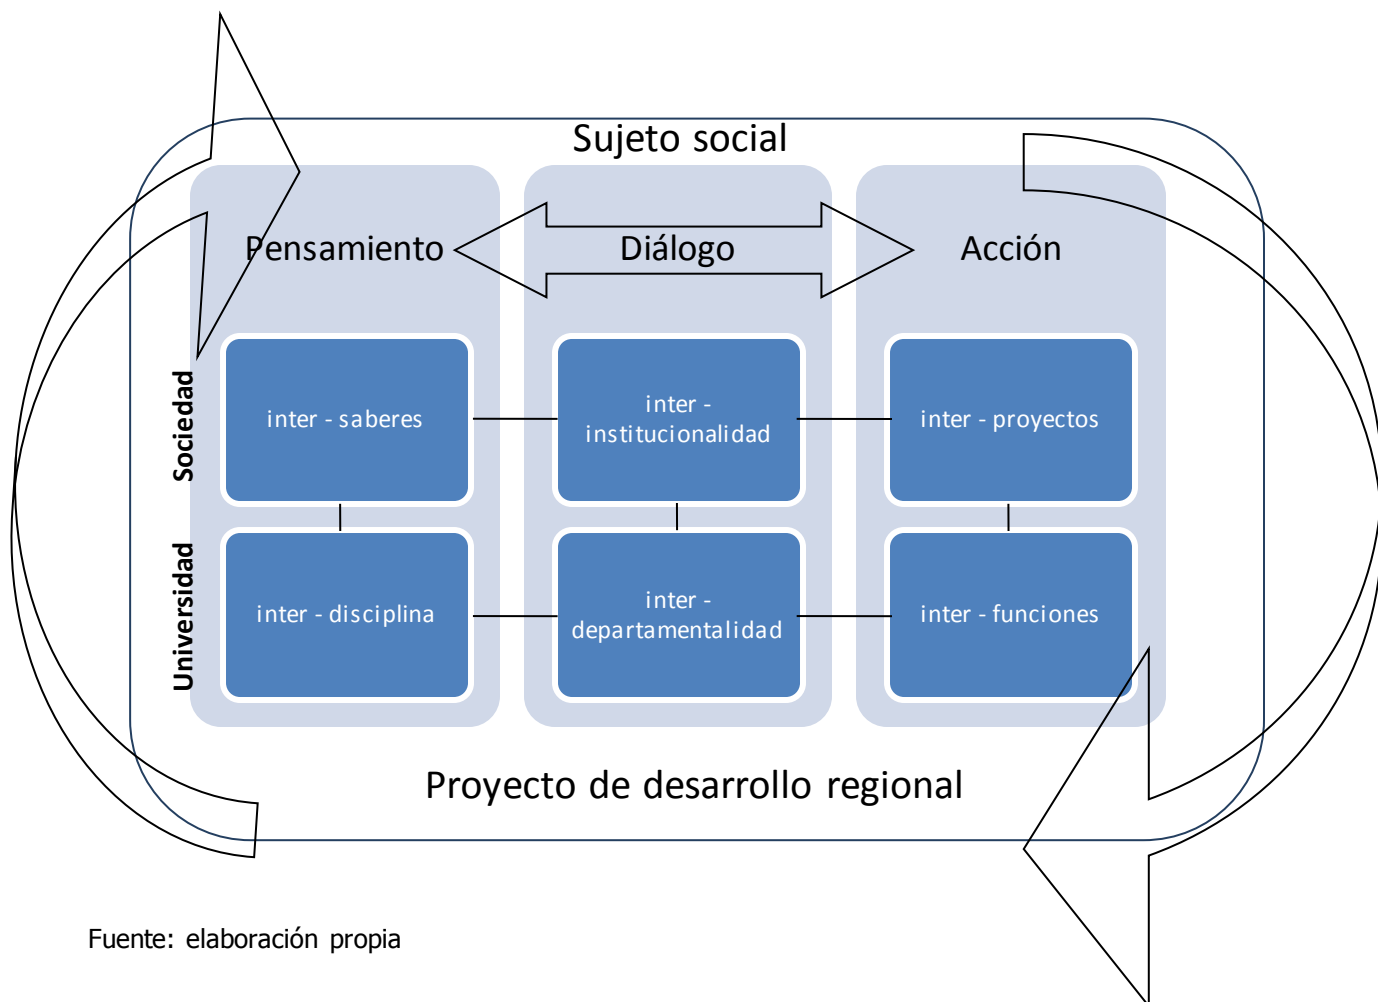 Sujeto social
Pensamiento
Diálogo
Acción
Sociedad
inter - saberes
inter -
institucionalidad
inter - proyectos
Universidad
inter - disciplina
inter -
departamentalidad
inter - funciones
Proyecto de desarrollo regional
Fuente: elaboración propia